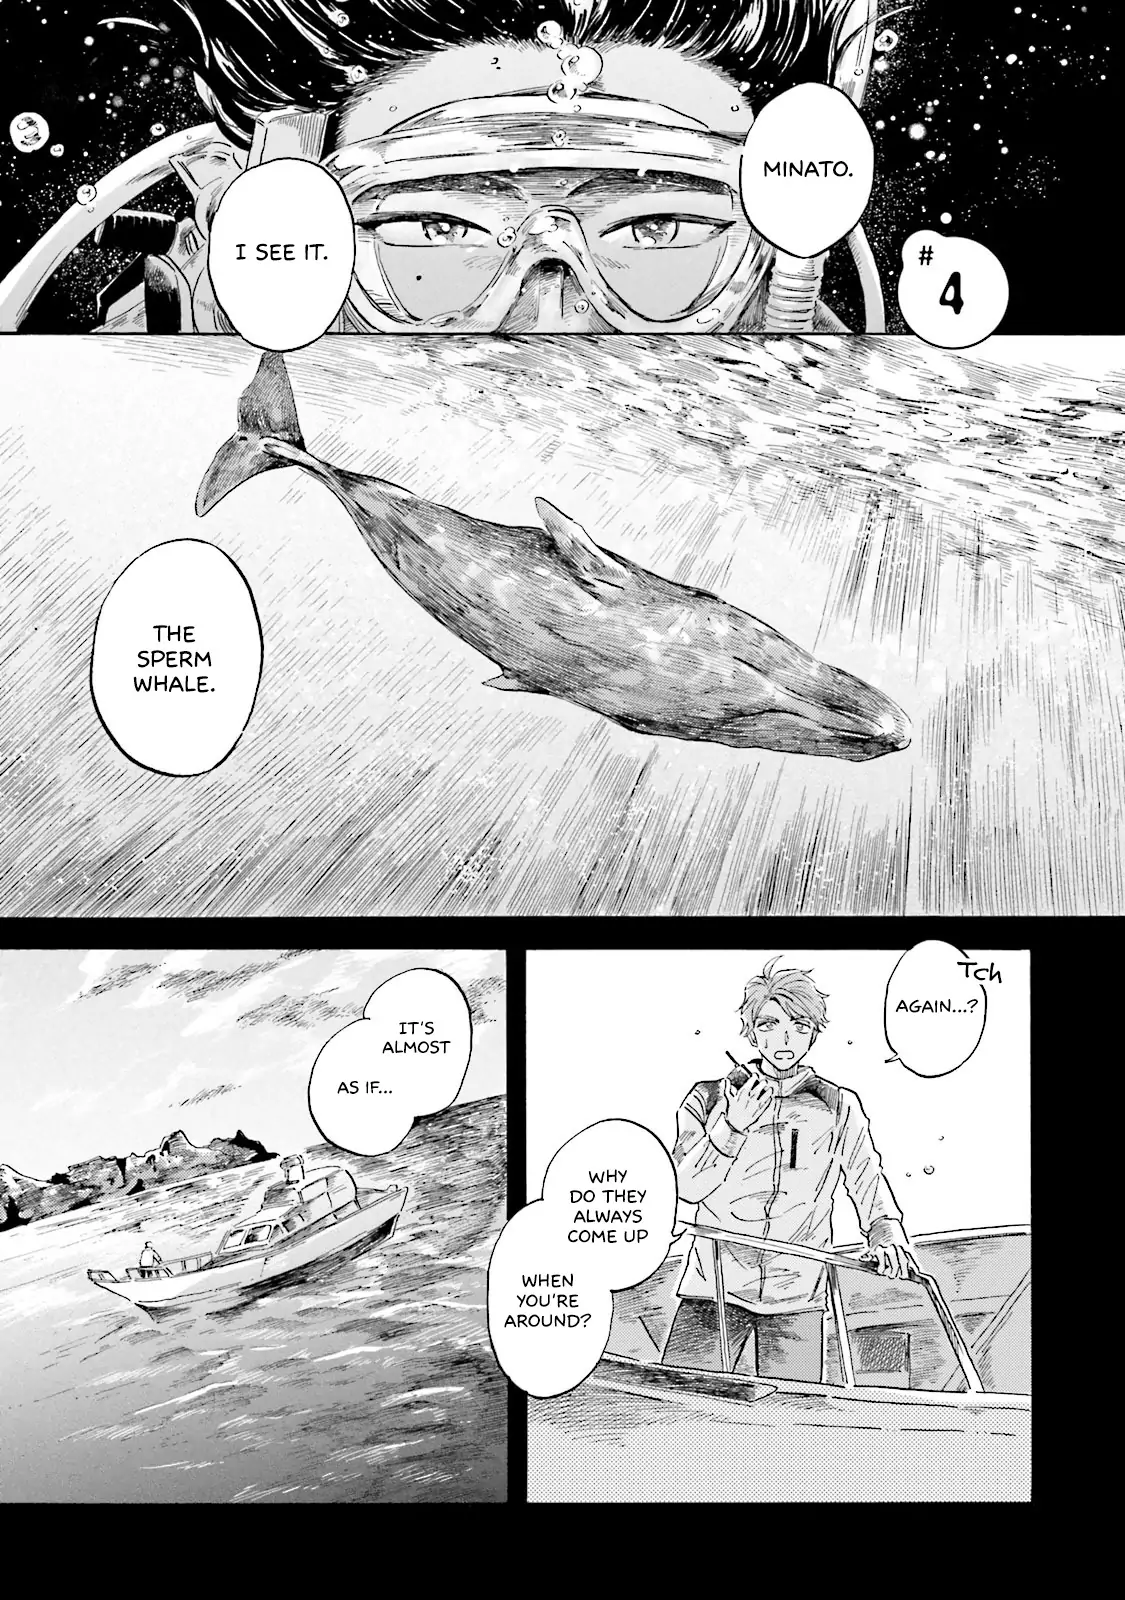 MINATO.
I SEE IT.
#
4
THE
SPERM
WHALE.
Tch
AGAIN...?
WHY
DO THEY
ALWAYS
COME UP
WHEN
YOU'RE
AROUND?
IT'S
ALMOST
AS IF...